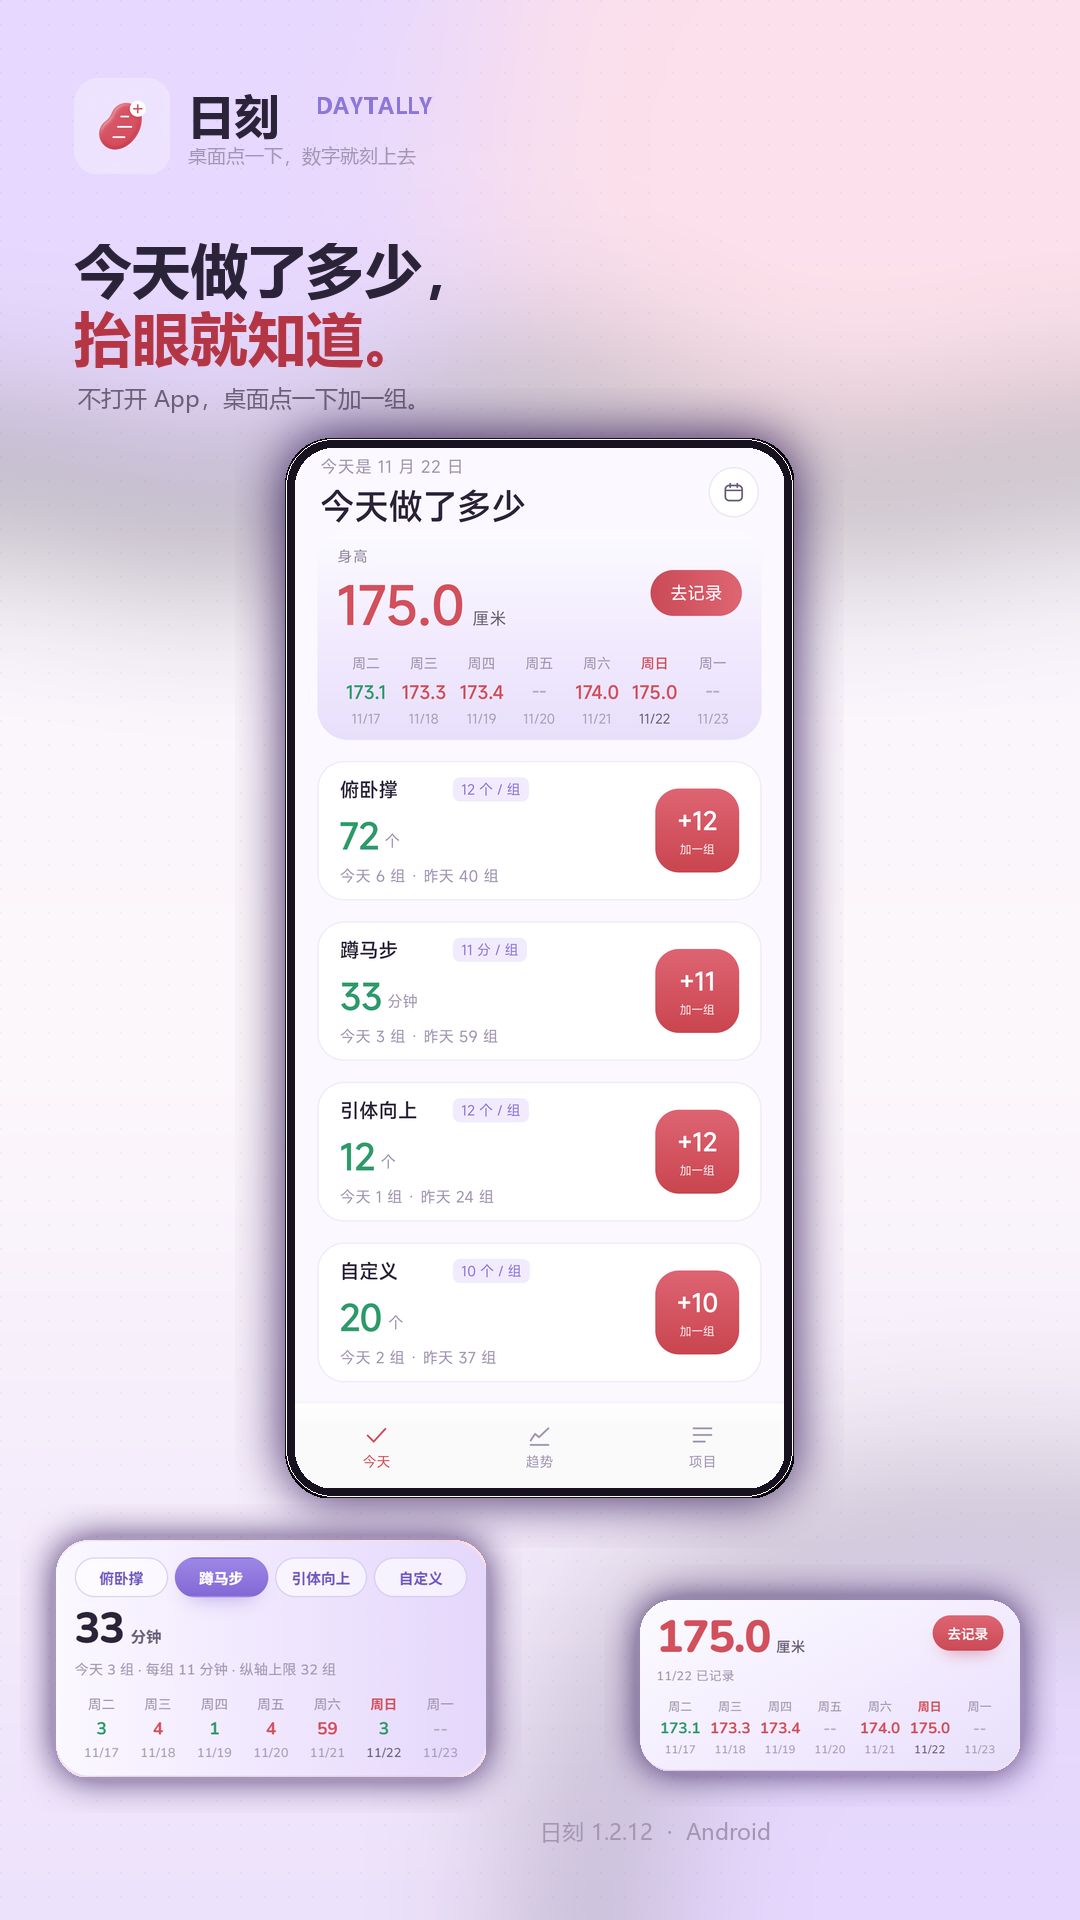 日刻 DAYTALLY
桌面点一下，数字就刻上去
今天做了多少，
抬眼就知道。
不打开 App，桌面点一下加一组。
今天是 11 月 22 日
今天做了多少
身高
175.0 厘米 去记录
周二 周三 周四 周五 周六 周日 周一
173.1 173.3 173.4 -- 174.0 175.0 --
11/17 11/18 11/19 11/20 11/21 11/22 11/23
俯卧撑 12 个 / 组
72 个
今天 6 组 · 昨天 40 组
+12
加一组
蹲马步 11 分 / 组
33 分钟
今天 3 组 · 昨天 59 组
+11
加一组
引体向上 12 个 / 组
12 个
今天 1 组 · 昨天 24 组
+12
加一组
自定义 10 个 / 组
20 个
今天 2 组 · 昨天 37 组
+10
加一组
今天 趋势 项目
俯卧撑 蹲马步 引体向上 自定义
33 分钟
今天 3 组 · 每组 11 分钟 · 纵轴上限 32 组
周二 周三 周四 周五 周六 周日 周一
3 4 1 4 59 3 --
11/17 11/18 11/19 11/20 11/21 11/22 11/23
175.0 厘米 去记录
11/22 已记录
周二 周三 周四 周五 周六 周日 周一
173.1 173.3 173.4 -- 174.0 175.0 --
11/17 11/18 11/19 11/20 11/21 11/22 11/23
日刻 1.2.12 · Android